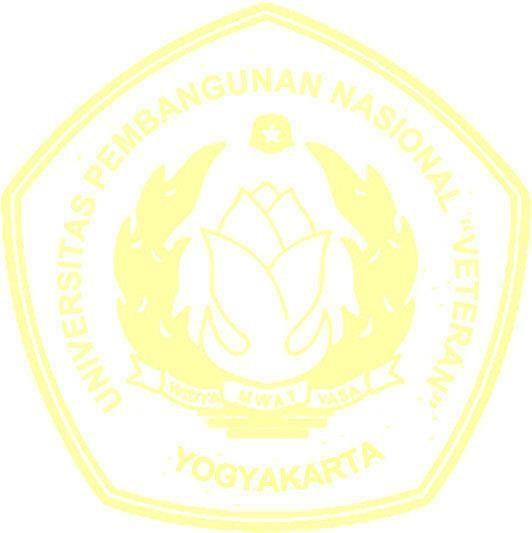 UNIVERSITAS PEMBANGUNAN NASIONAL "VETERAN"
WIDYA MWAT YASA
YOGYAKARTA